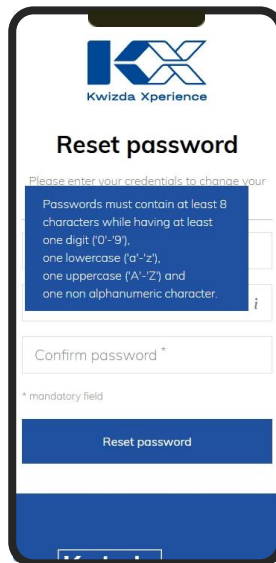 KX
Kwizda Xperience
Reset password
Please enter your credentials to change your
Passwords must contain at least 8
characters while having at least
one digit ('0'-'9'),
one lowercase ('a'-'z'),
one uppercase ('A'-'Z') and
one non alphanumeric character.
i
Confirm password *
* mandatory field
Reset password